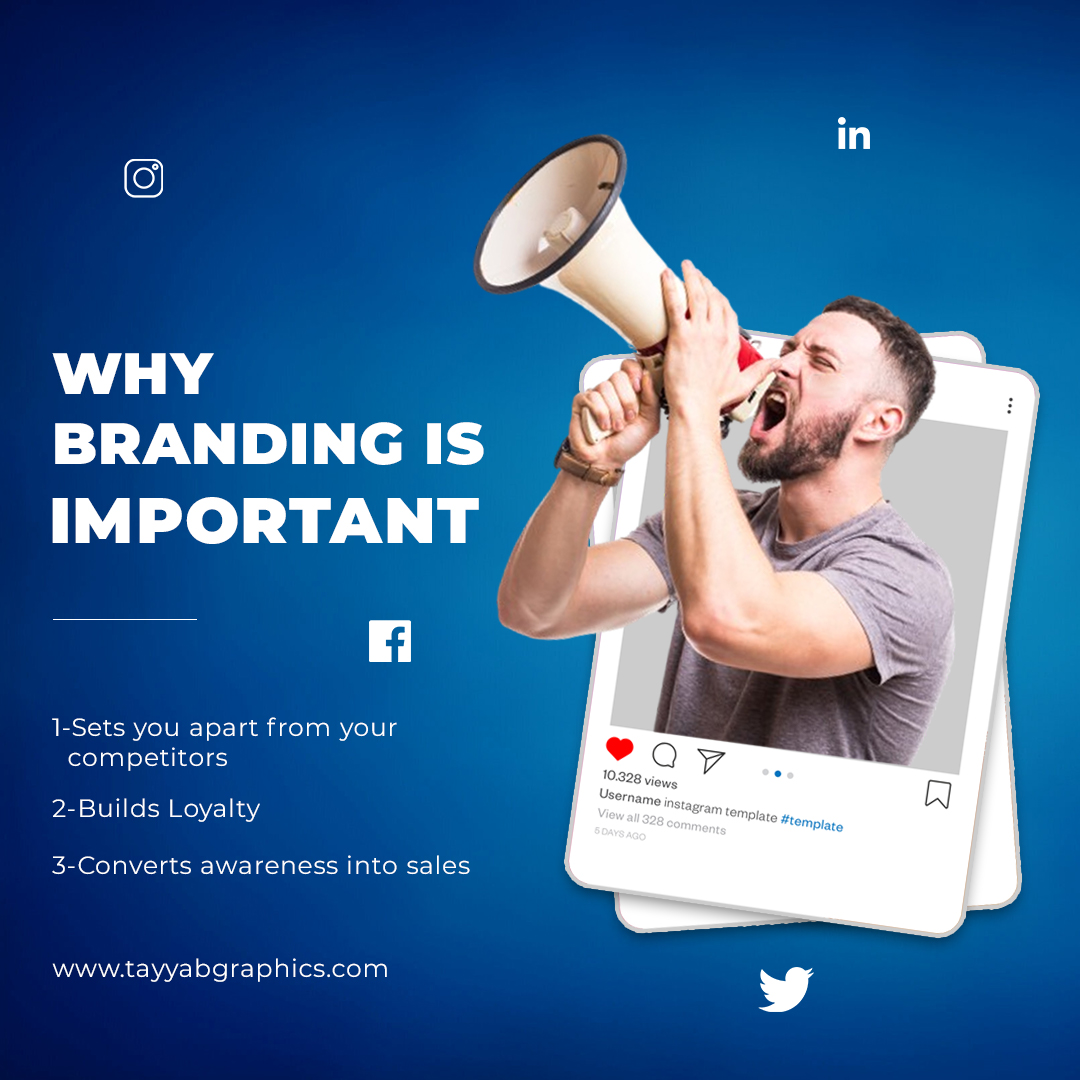 in
WHY
BRANDING IS
IMPORTANT
1-Sets you apart from your
competitors
2-Builds Loyalty
3-Converts awareness into sales
www.tayyabgraphics.com
10.328 views
Username instagram template #template
View all 328 comments
5 DAYS AGO